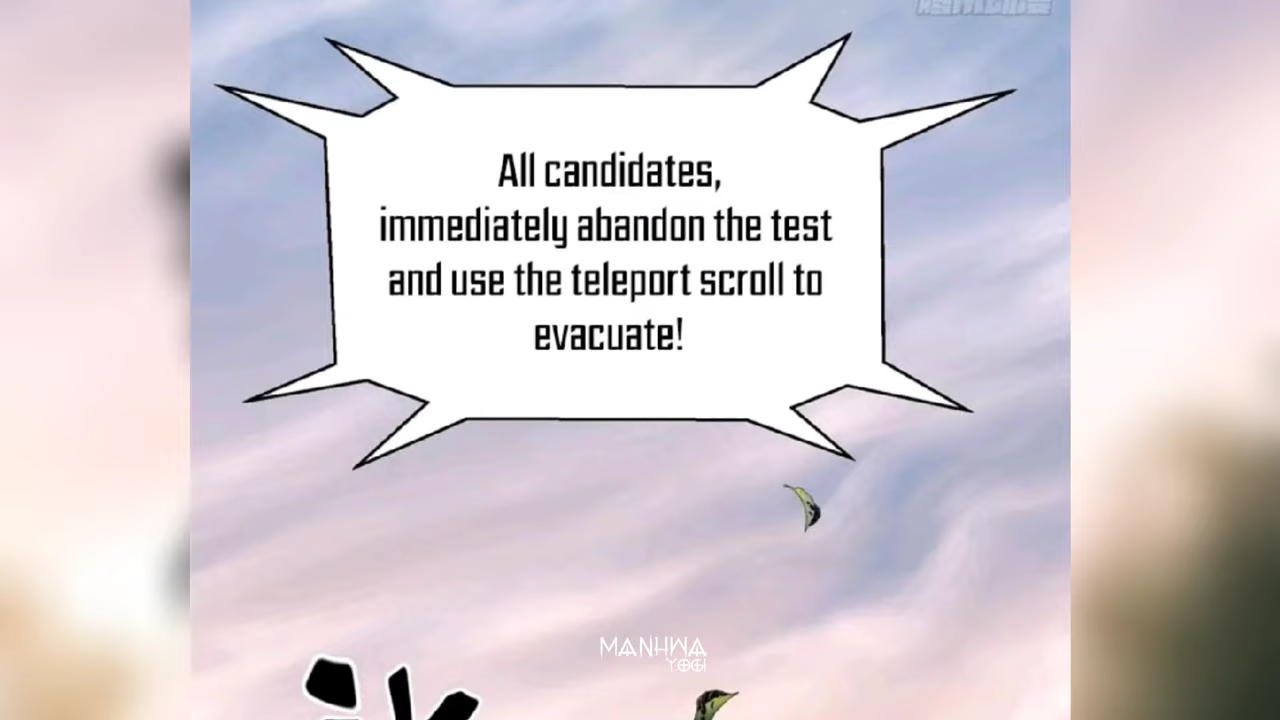 All candidates,
immediately abandon the test
and use the teleport scroll to
evacuate!
MANHWA
YOGI